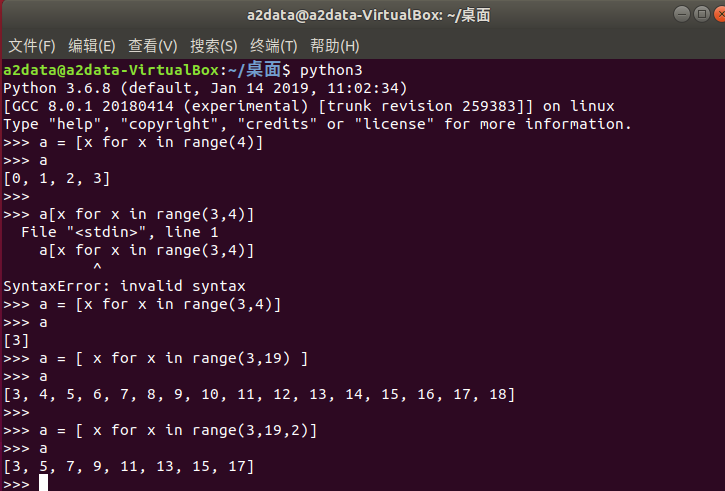 a2data@a2data-VirtualBox: ~/桌面
文件(F) 编辑(E) 查看(V) 搜索(S) 终端(T) 帮助(H)
a2data@a2data-VirtualBox:~/桌面$ python3
Python 3.6.8 (default, Jan 14 2019, 11:02:34)
[GCC 8.0.1 20180414 (experimental) [trunk revision 259383]] on linux
Type "help", "copyright", "credits" or "license" for more information.
>>> a = [x for x in range(4)]
>>> a
[0, 1, 2, 3]
>>>
>>> a[x for x in range(3,4)]
  File "<stdin>", line 1
    a[x for x in range(3,4)]
          ^
SyntaxError: invalid syntax
>>> a = [x for x in range(3,4)]
>>> a
[3]
>>> a = [ x for x in range(3,19) ]
>>> a
[3, 4, 5, 6, 7, 8, 9, 10, 11, 12, 13, 14, 15, 16, 17, 18]
>>>
>>> a = [ x for x in range(3,19,2)]
>>> a
[3, 5, 7, 9, 11, 13, 15, 17]
>>>